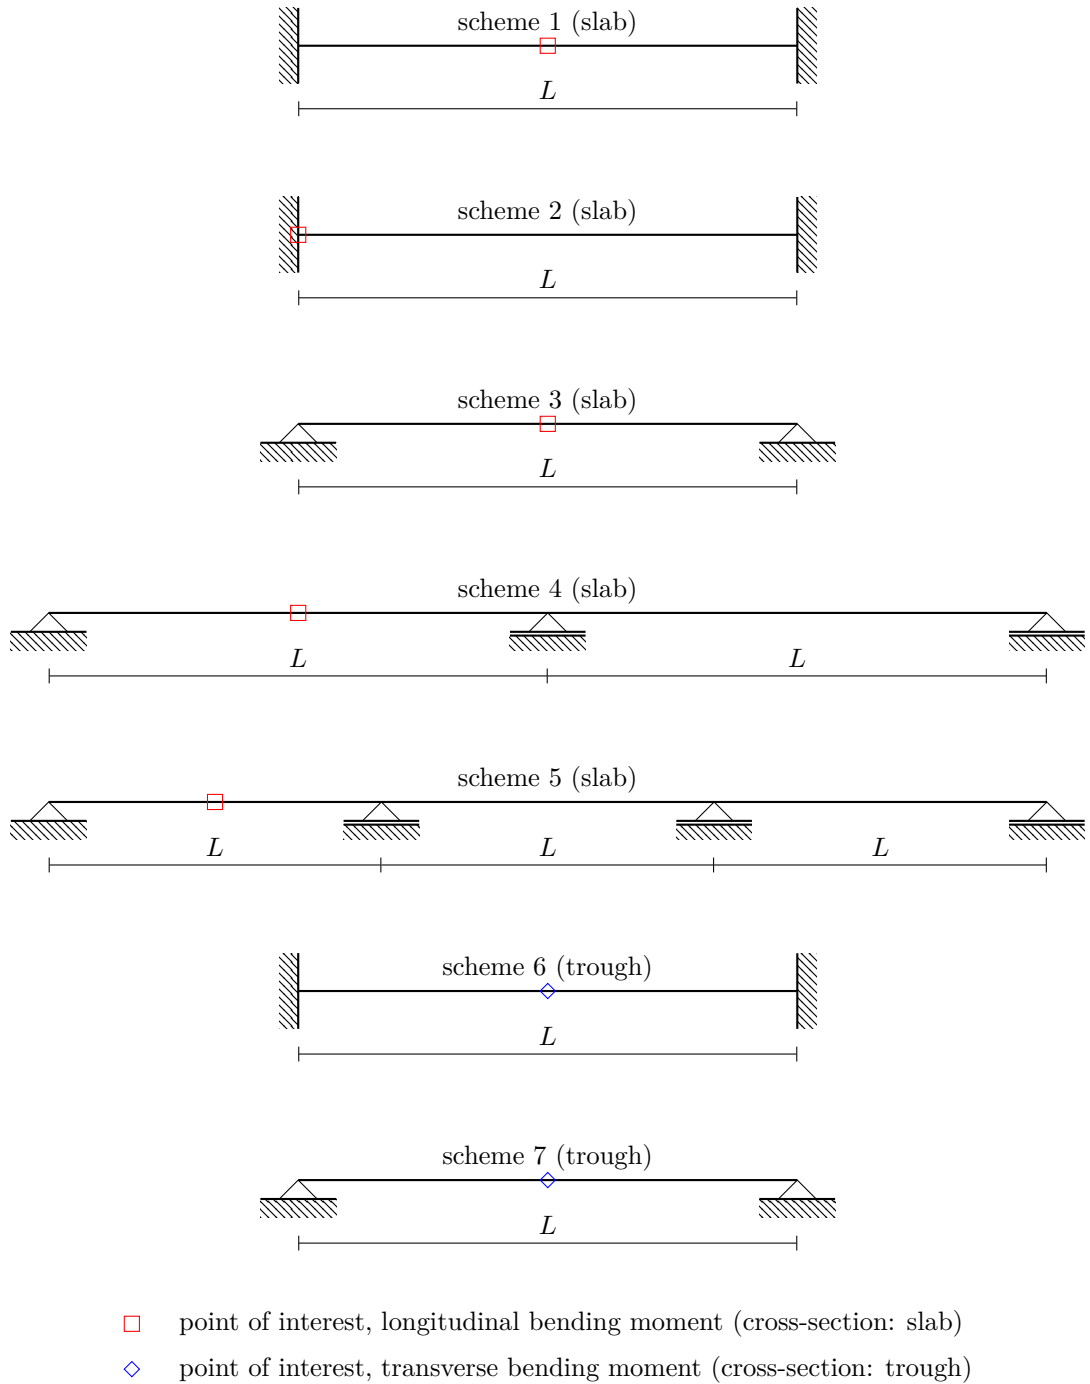 scheme 1 (slab)
L
scheme 2 (slab)
L
scheme 3 (slab)
L
scheme 4 (slab)
L L
scheme 5 (slab)
L L L
scheme 6 (trough)
L
scheme 7 (trough)
L
point of interest, longitudinal bending moment (cross-section: slab)
point of interest, transverse bending moment (cross-section: trough)